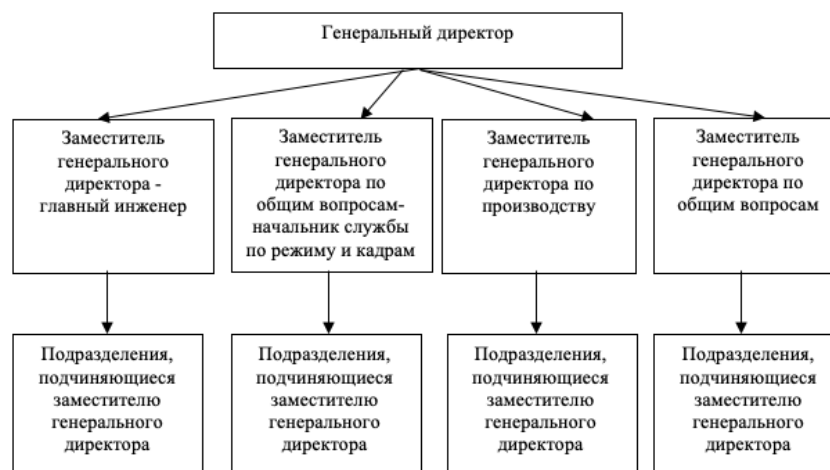 Генеральный директор
Заместитель
генерального
директора -
главный инженер
Заместитель
генерального
директора по
общим вопросам-
начальник службы
по режиму и кадрам
Заместитель
генерального
директора по
производству
Заместитель
генерального
директора по
общим вопросам
Подразделения,
подчиняющиеся
заместителю
генерального
директора
Подразделения,
подчиняющиеся
заместителю
генерального
директора
Подразделения,
подчиняющиеся
заместителю
генерального
директора
Подразделения,
подчиняющиеся
заместителю
генерального
директора